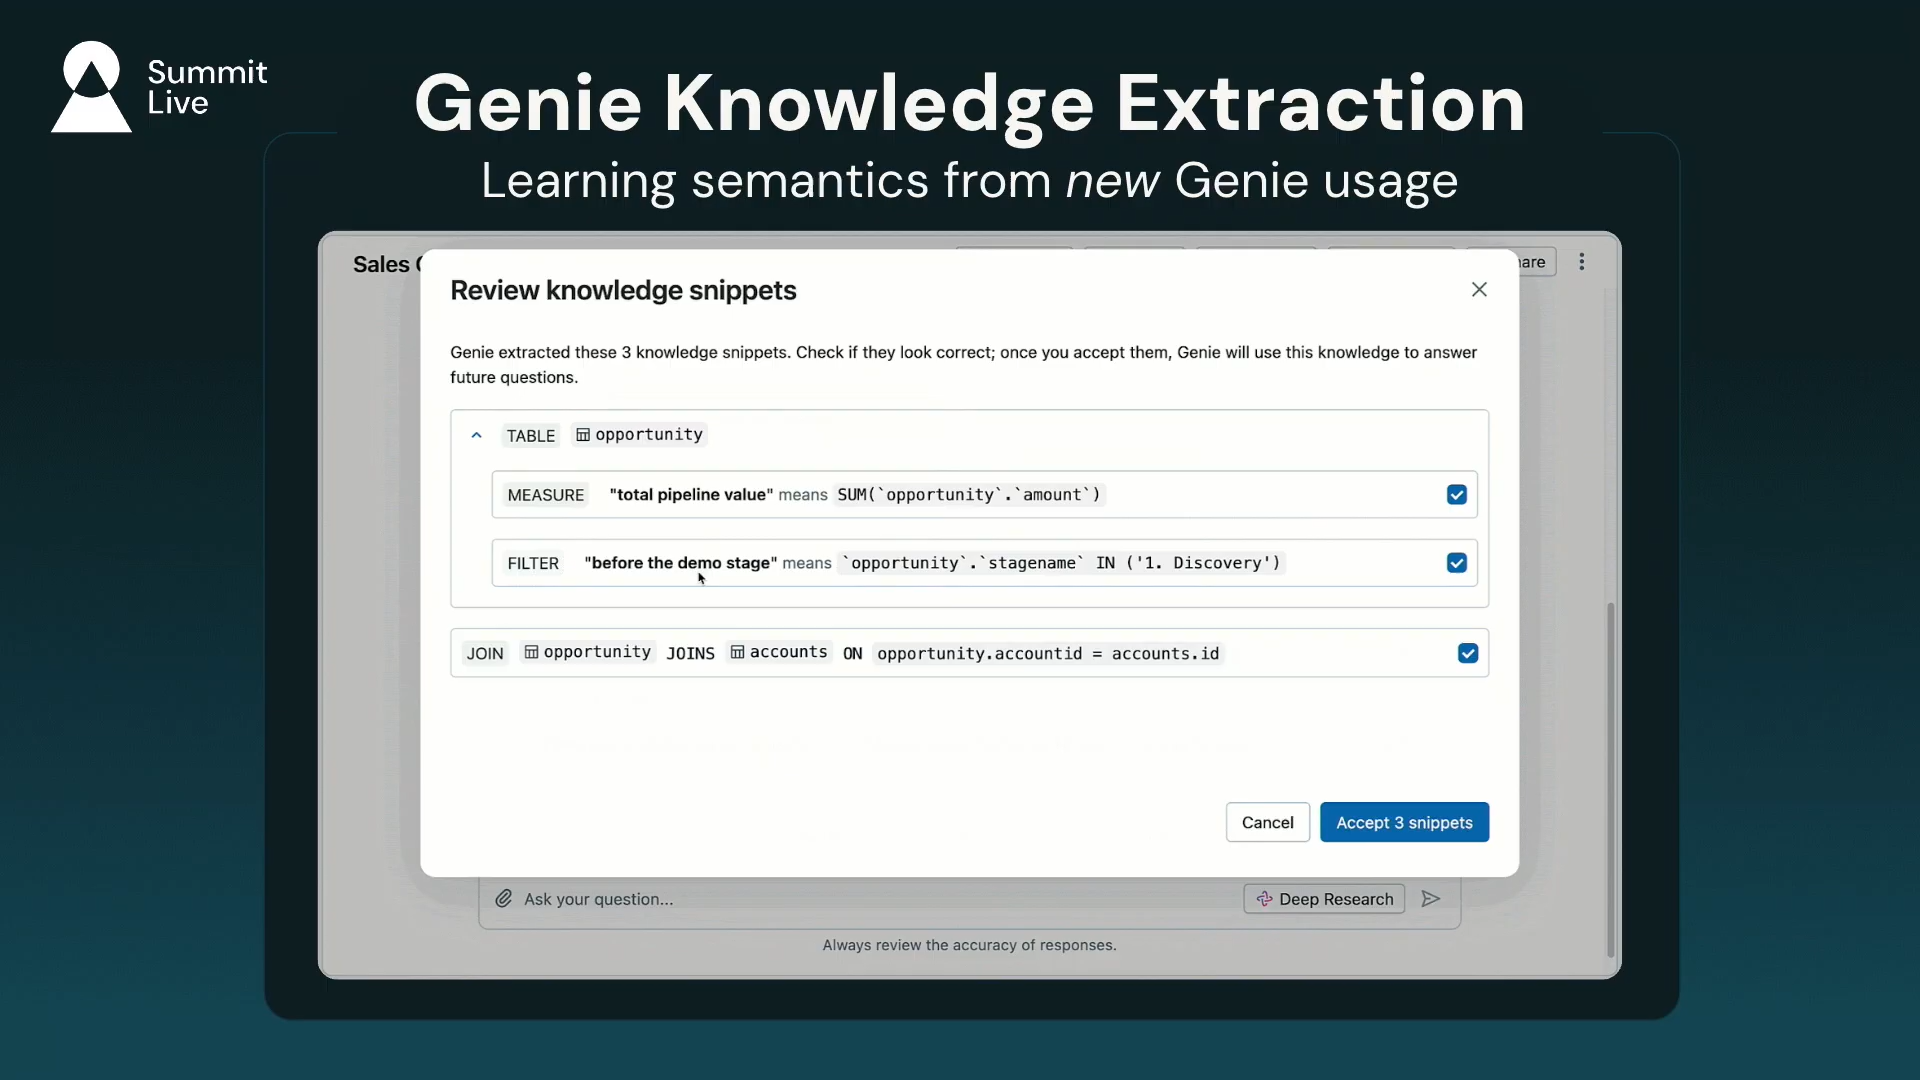 Summit
Live
Genie Knowledge Extraction
Learning semantics from new Genie usage
Sales
Review knowledge snippets
Genie extracted these 3 knowledge snippets. Check if they look correct; once you accept them, Genie will use this knowledge to answer
future questions.
TABLE opportunity
MEASURE "total pipeline value" means SUM(`opportunity`.`amount`)
FILTER "before the demo stage" means `opportunity`.`stagename` IN ('1. Discovery')
JOIN opportunity JOINS accounts ON opportunity.accountid = accounts.id
Cancel Accept 3 snippets
Ask your question... Deep Research
Always review the accuracy of responses.